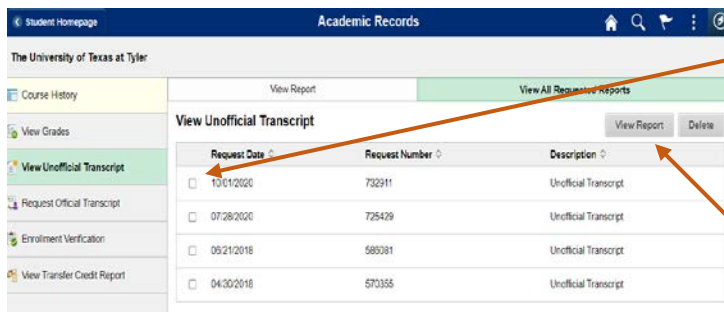 Student Homepage
Academic Records
The University of Texas at Tyler
Course History
View Grades
View Unofficial Transcript
Request Official Transcript
Enrollment Verification
View Transfer Credit Report
View Report
View All Requested Reports
View Unofficial Transcript
View Report
Delete
Request Date
Request Number
Description
10/01/2020 732911 Unofficial Transcript
07/28/2020 725429 Unofficial Transcript
06/21/2018 585081 Unofficial Transcript
04/30/2018 570355 Unofficial Transcript